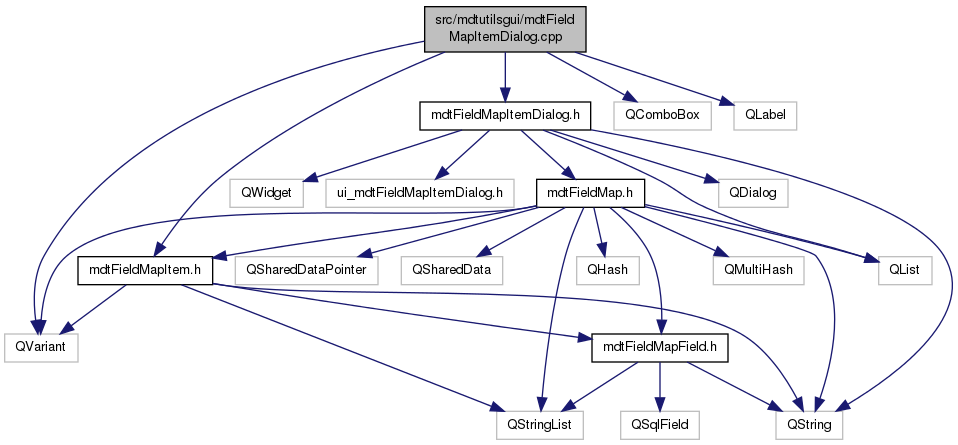 src/mdtutilsgui/mdtField
MapItemDialog.cpp
mdtFieldMapItemDialog.h
QComboBox
QLabel
QWidget
ui_mdtFieldMapItemDialog.h
mdtFieldMap.h
QDialog
mdtFieldMapItem.h
QSharedDataPointer
QSharedData
QHash
QMultiHash
QList
QVariant
mdtFieldMapField.h
QStringList
QSqlField
QString